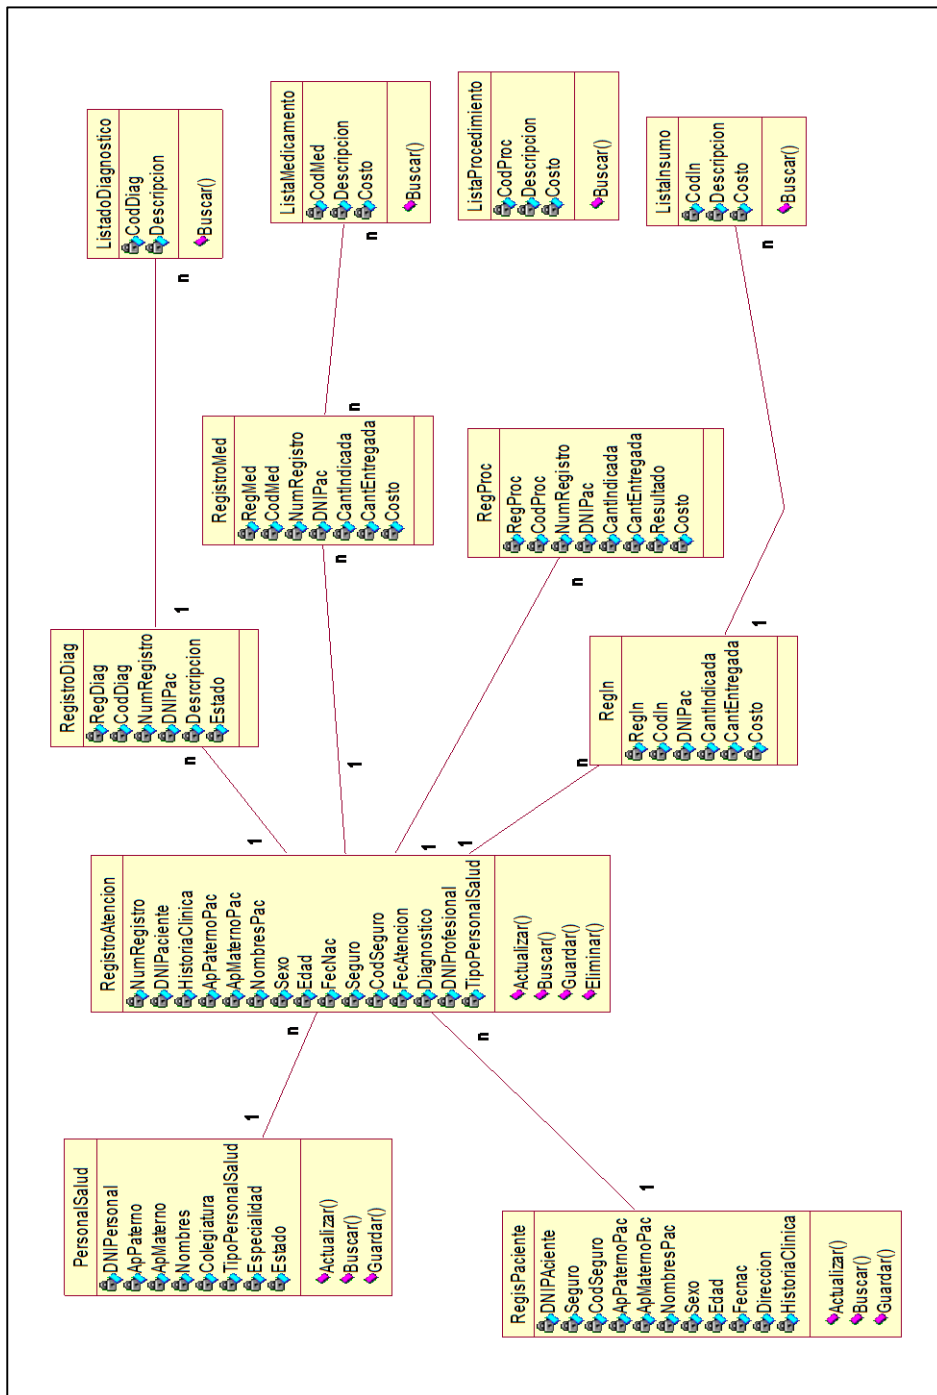 PersonalSalud
DNIPersonal
ApPaterno
ApMaterno
Nombres
Colegiatura
TipoPersonalSalud
Especialidad
Estado
Actualizar()
Buscar()
Guardar()
1
n
RegisPaciente
DNIPAciente
Seguro
CodSeguro
ApPaternoPac
ApMaternoPac
NombresPac
Sexo
Edad
Fecnac
Direccion
HistoriaClinica
Actualizar()
Buscar()
Guardar()
1
n
RegistroAtencion
NumRegistro
DNIPaciente
HistoriaClinica
ApPaternoPac
ApMaternoPac
NombresPac
Sexo
Edad
FecNac
Seguro
CodSeguro
FecAtencion
Diagnostico
DNIProfesional
TipoPersonalSalud
Actualizar()
Buscar()
Guardar()
Eliminar()
1
n
1
n
1
n
1
n
RegistroDiag
RegDiag
CodDiag
NumRegistro
DNIPac
Desrcripcion
Estado
1
n
RegistroMed
RegMed
CodMed
NumRegistro
DNIPac
CantIndicada
CantEntregada
Costo
n
n
RegProc
RegProc
CodProc
NumRegistro
DNIPac
CantIndicada
CantEntregada
Resultado
Costo
RegIn
RegIn
CodIn
DNIPac
CantIndicada
CantEntregada
Costo
1
n
ListadoDiagnostico
CodDiag
Descripcion
Buscar()
ListaMedicamento
CodMed
Descripcion
Costo
Buscar()
ListaProcedimiento
CodProc
Descripcion
Costo
Buscar()
ListaInsumo
CodIn
Descripcion
Costo
Buscar()